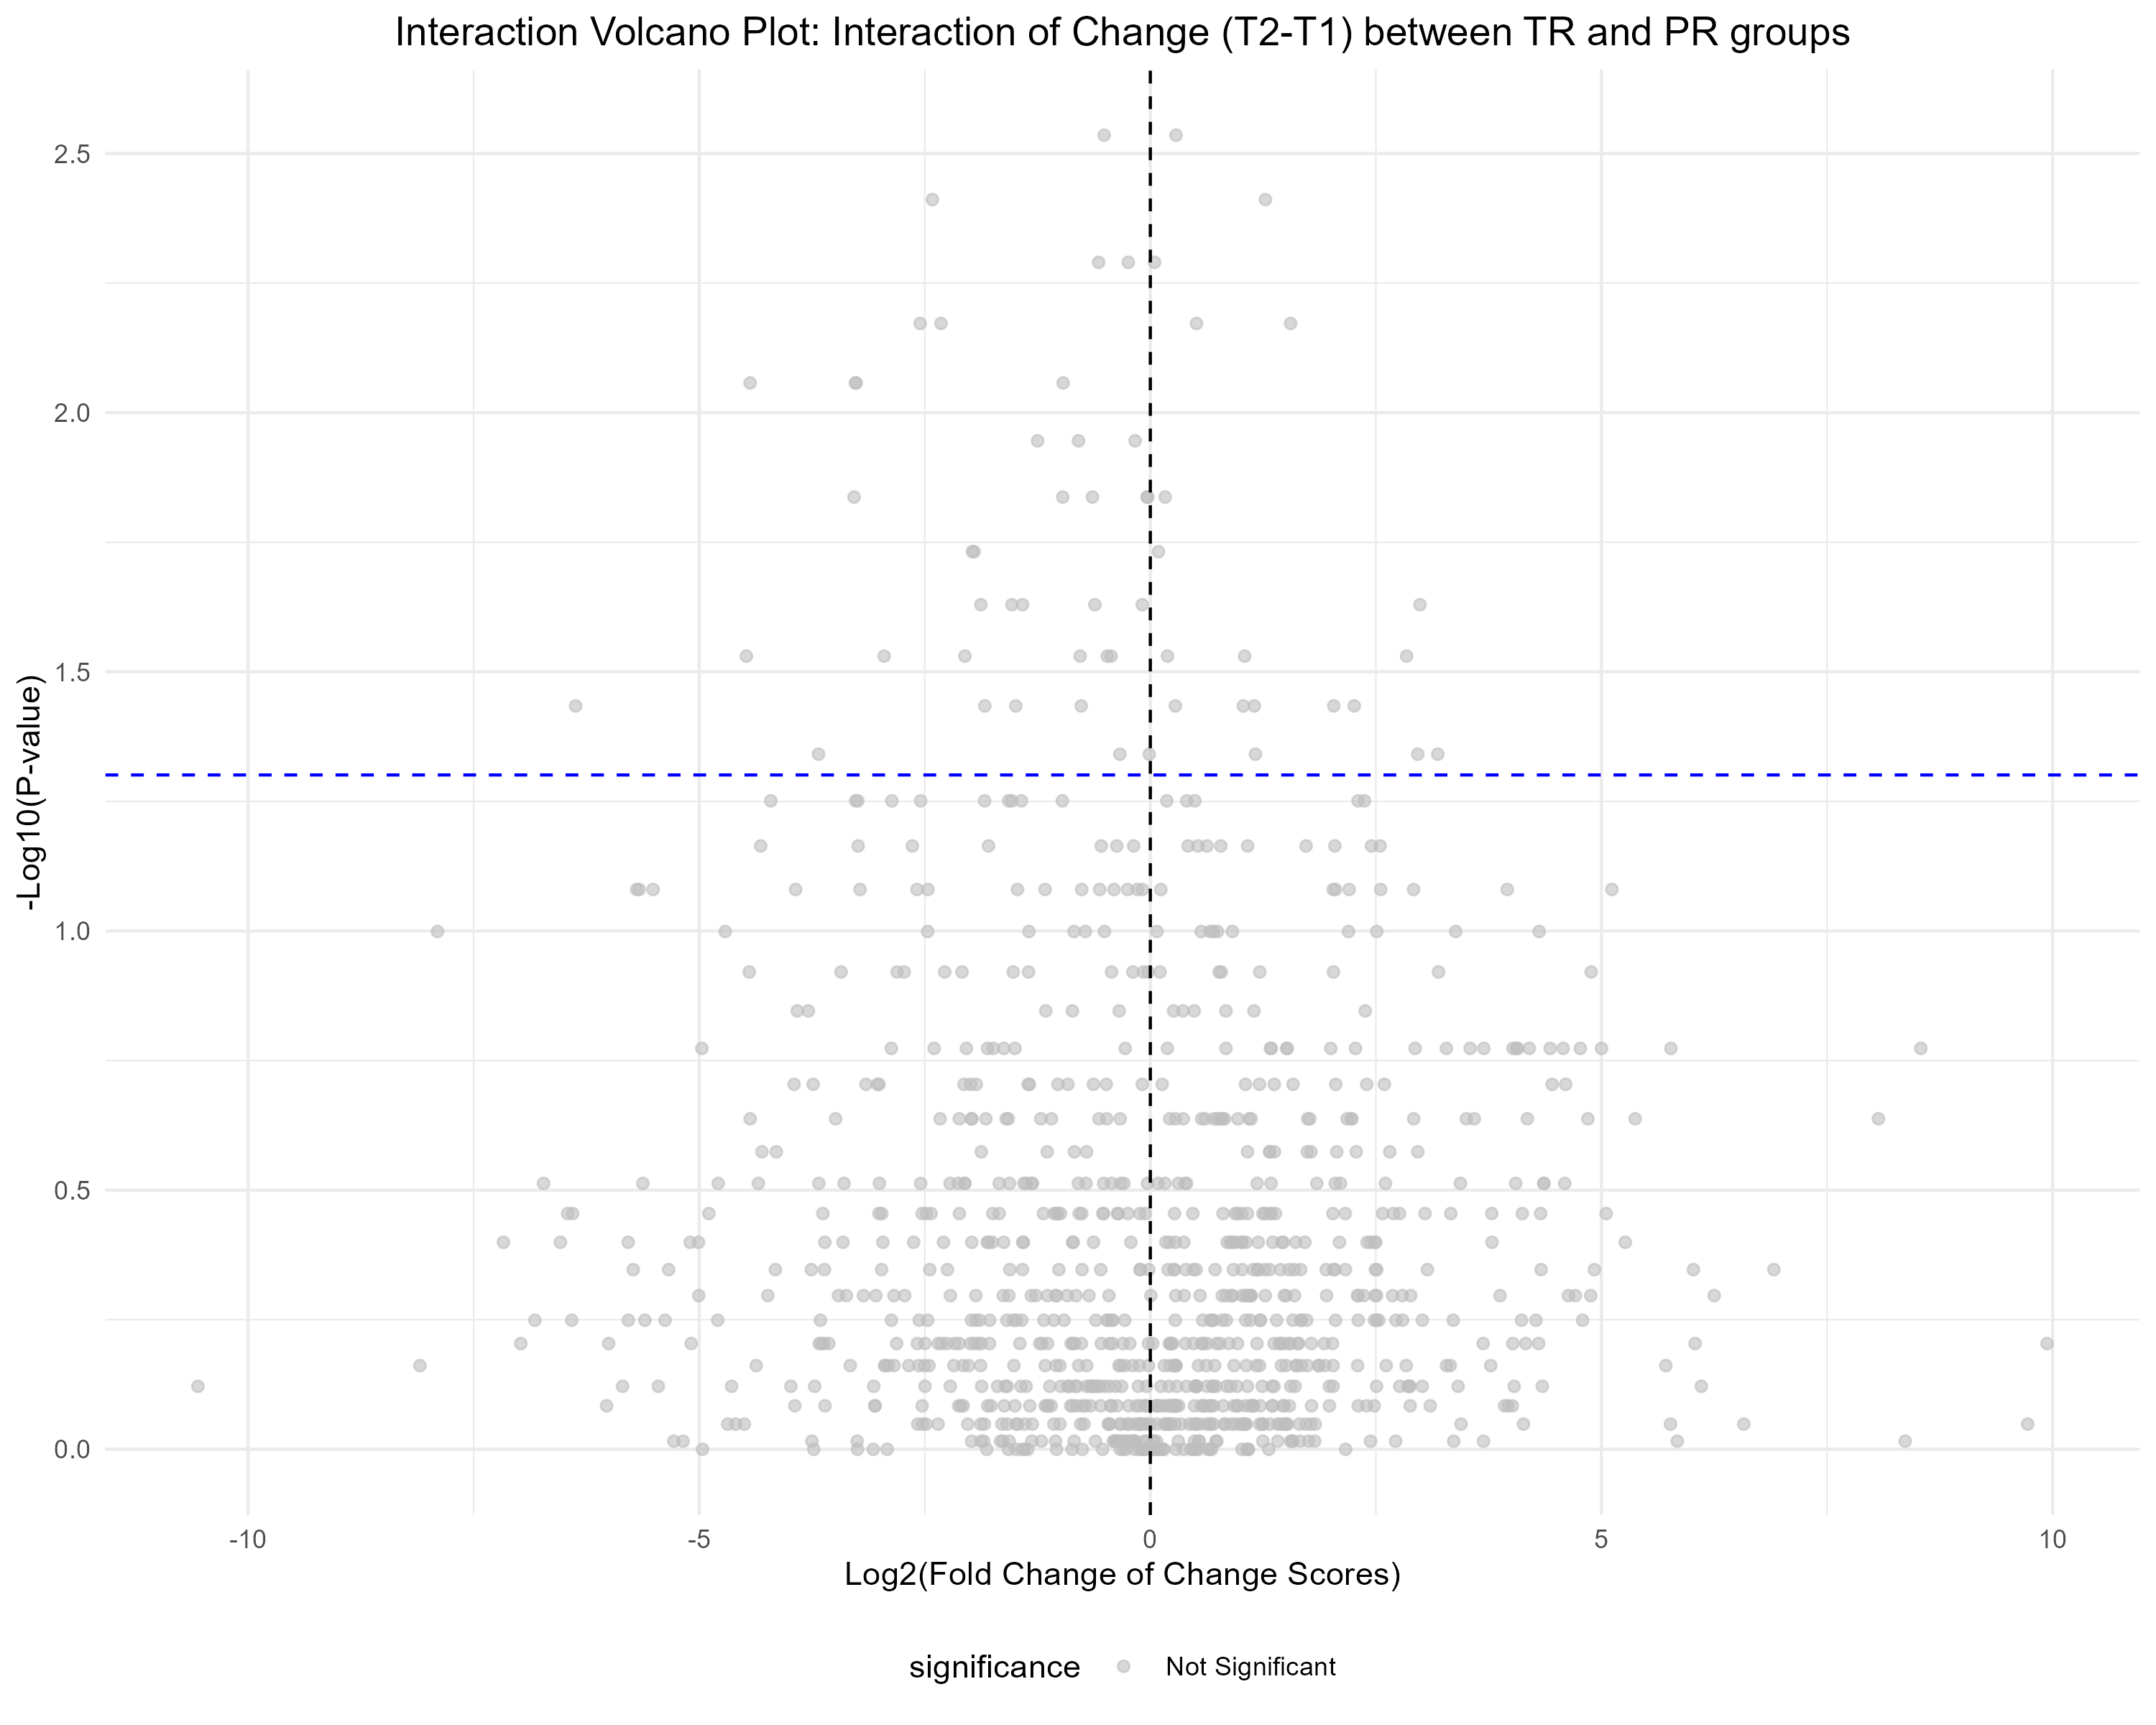 Interaction Volcano Plot: Interaction of Change (T2-T1) between TR and PR groups
-Log10(P-value)
2.5
2.0
1.5
1.0
0.5
0.0
-10
-5
0
5
10
Log2(Fold Change of Change Scores)
significance
Not Significant